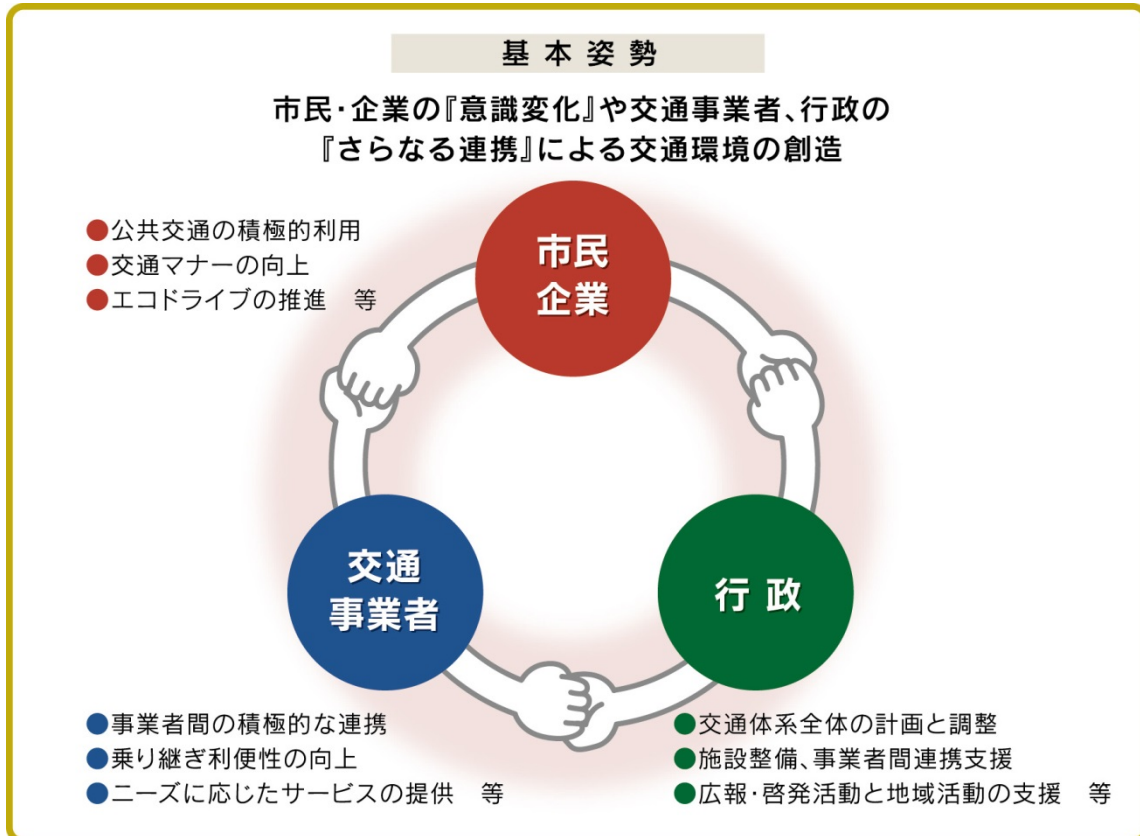 基本姿勢
市民・企業の『意識変化』や交通事業者、行政の
『さらなる連携』による交通環境の創造
市民
企業
●公共交通の積極的利用
●交通マナーの向上
●エコドライブの推進　等
交通
事業者
行政
●事業者間の積極的な連携
●乗り継ぎ利便性の向上
●ニーズに応じたサービスの提供　等
●交通体系全体の計画と調整
●施設整備、事業者間連携支援
●広報・啓発活動と地域活動の支援　等